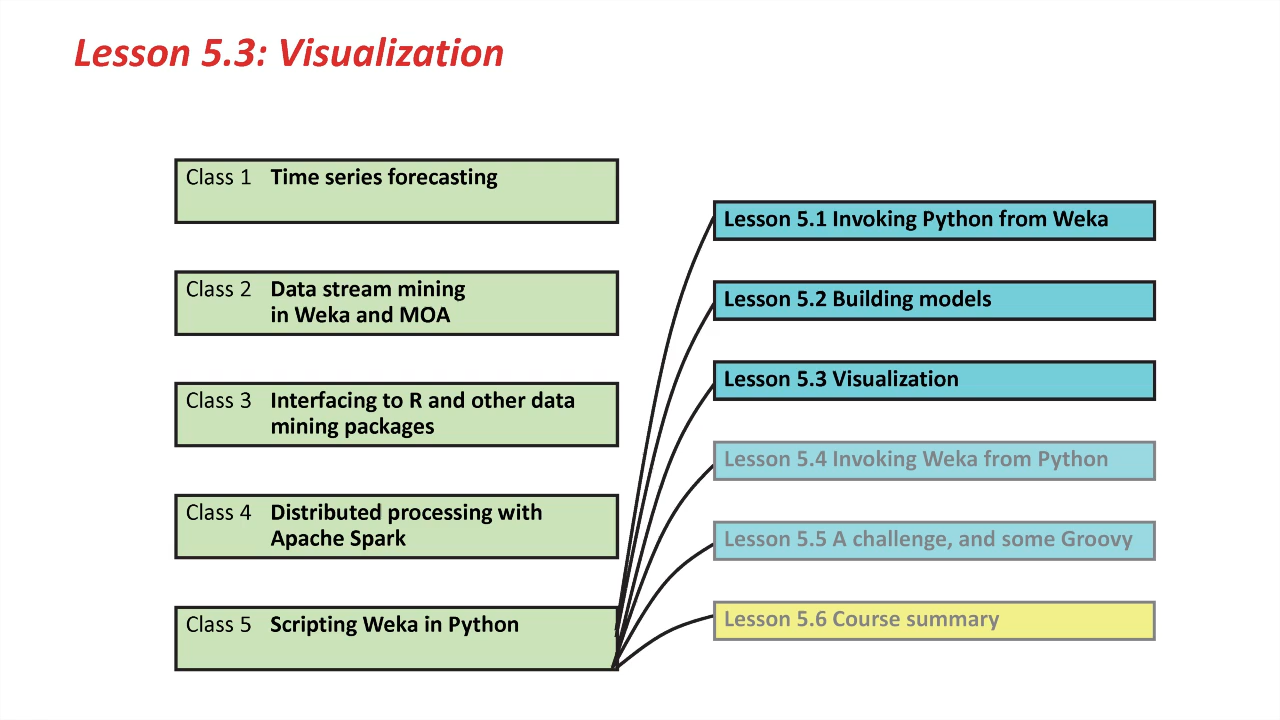 Lesson 5.3: Visualization
Class 1 Time series forecasting
Class 2 Data stream mining
in Weka and MOA
Class 3 Interfacing to R and other data
mining packages
Class 4 Distributed processing with
Apache Spark
Class 5 Scripting Weka in Python
Lesson 5.1 Invoking Python from Weka
Lesson 5.2 Building models
Lesson 5.3 Visualization
Lesson 5.4 Invoking Weka from Python
Lesson 5.5 A challenge, and some Groovy
Lesson 5.6 Course summary